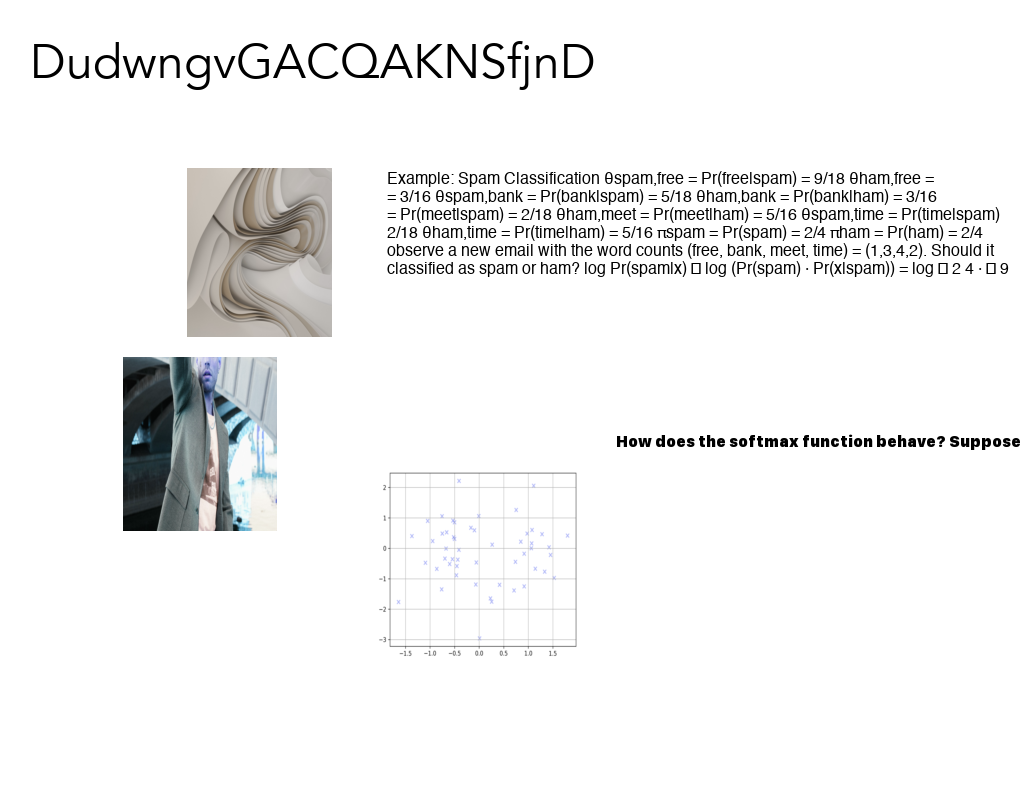 DudwngvGACQAKNSfjnD
Example: Spam Classification θspam,free = Pr(free|spam) = 9/18 θham,free =
= 3/16 θspam,bank = Pr(bank|spam) = 5/18 θham,bank = Pr(bank|ham) = 3/16
= Pr(meet|spam) = 2/18 θham,meet = Pr(meet|ham) = 5/16 θspam,time = Pr(time|spam)
2/18 θham,time = Pr(time|ham) = 5/16 πspam = Pr(spam) = 2/4 πham = Pr(ham) = 2/4
observe a new email with the word counts (free, bank, meet, time) = (1,3,4,2). Should it
classified as spam or ham? log Pr(spam|x) □ log (Pr(spam) · Pr(x|spam)) = log □ 2 4 · □ 9
How does the softmax function behave? Suppose
2
1
0
−1
−2
−3
−1.5 −1.0 −0.5 0.0 0.5 1.0 1.5